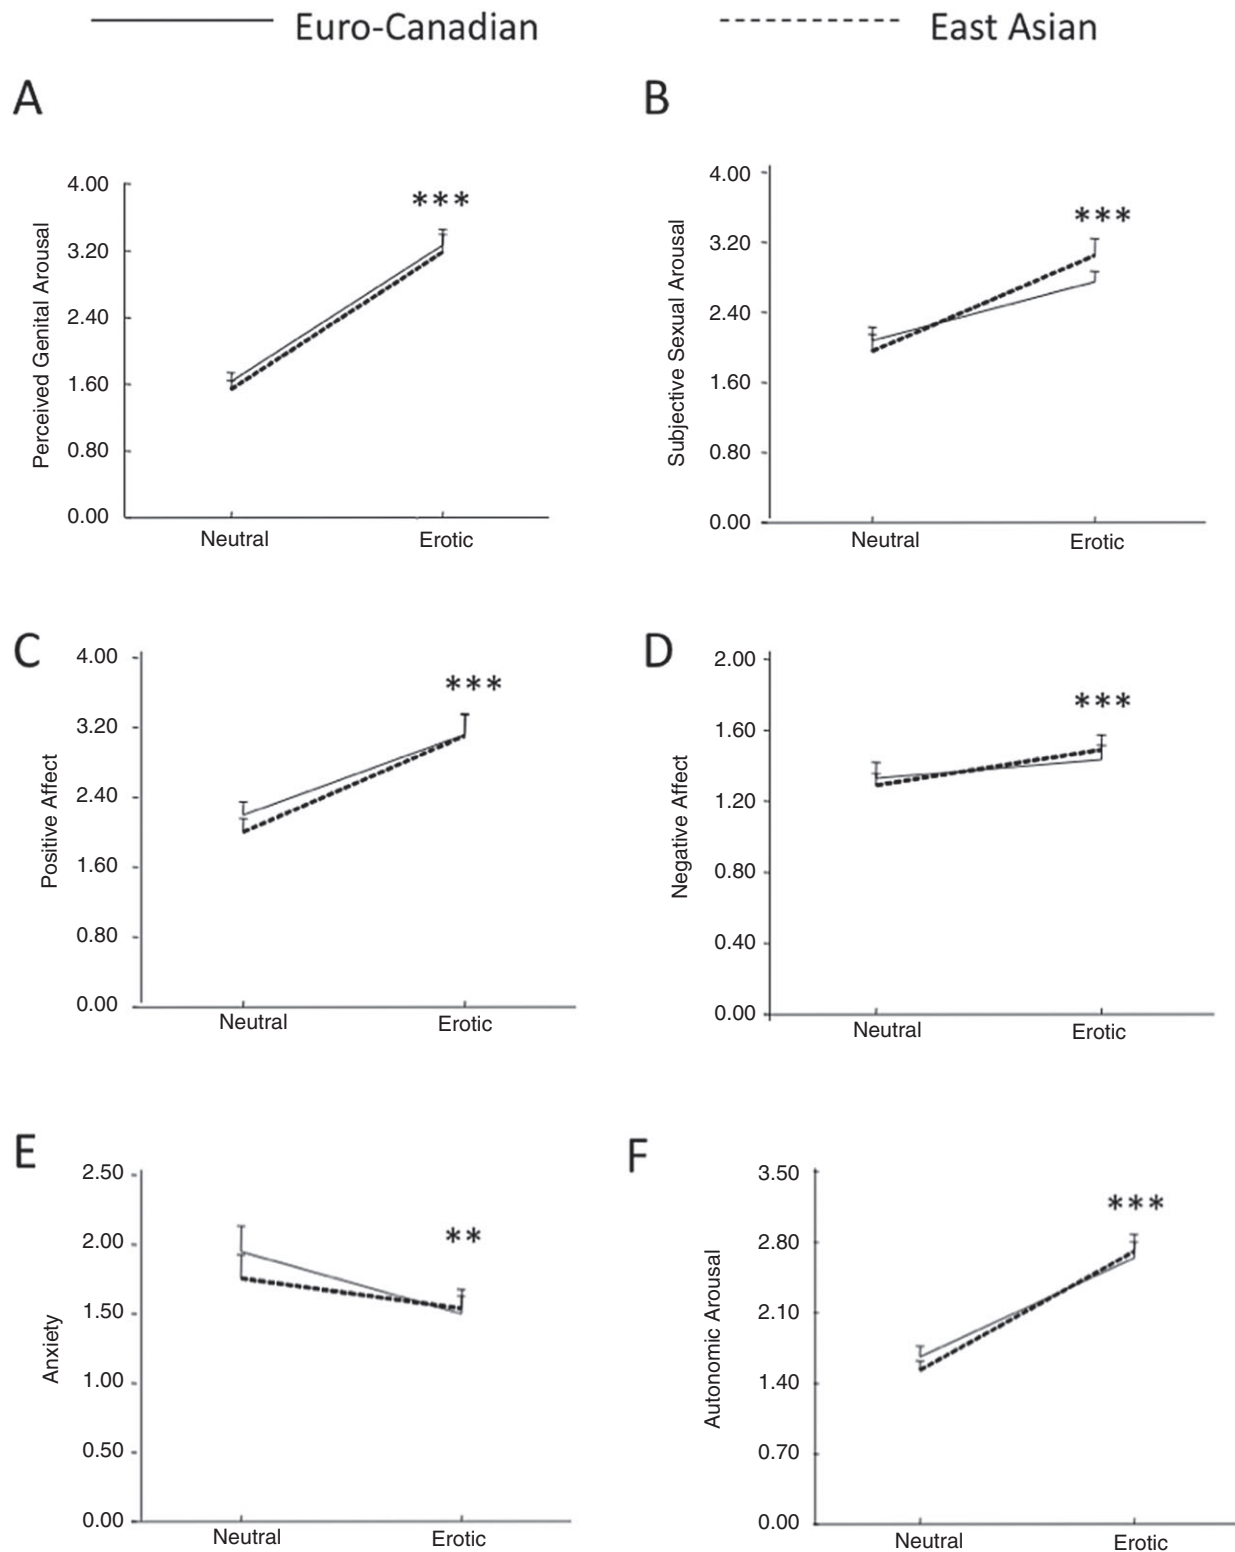 Euro-Canadian East Asian
A
4.00
3.20
2.40
1.60
0.80
0.00
Perceived Genital Arousal
***
Neutral Erotic
B
4.00
3.20
2.40
1.60
0.80
0.00
Subjective Sexual Arousal
***
Neutral Erotic
C
4.00
3.20
2.40
1.60
0.80
0.00
Positive Affect
***
Neutral Erotic
D
2.00
1.60
1.20
0.80
0.40
0.00
Negative Affect
***
Neutral Erotic
E
2.50
2.00
1.50
1.00
0.50
0.00
Anxiety
**
Neutral Erotic
F
3.50
2.80
2.10
1.40
0.70
0.00
Autonomic Arousal
***
Neutral Erotic